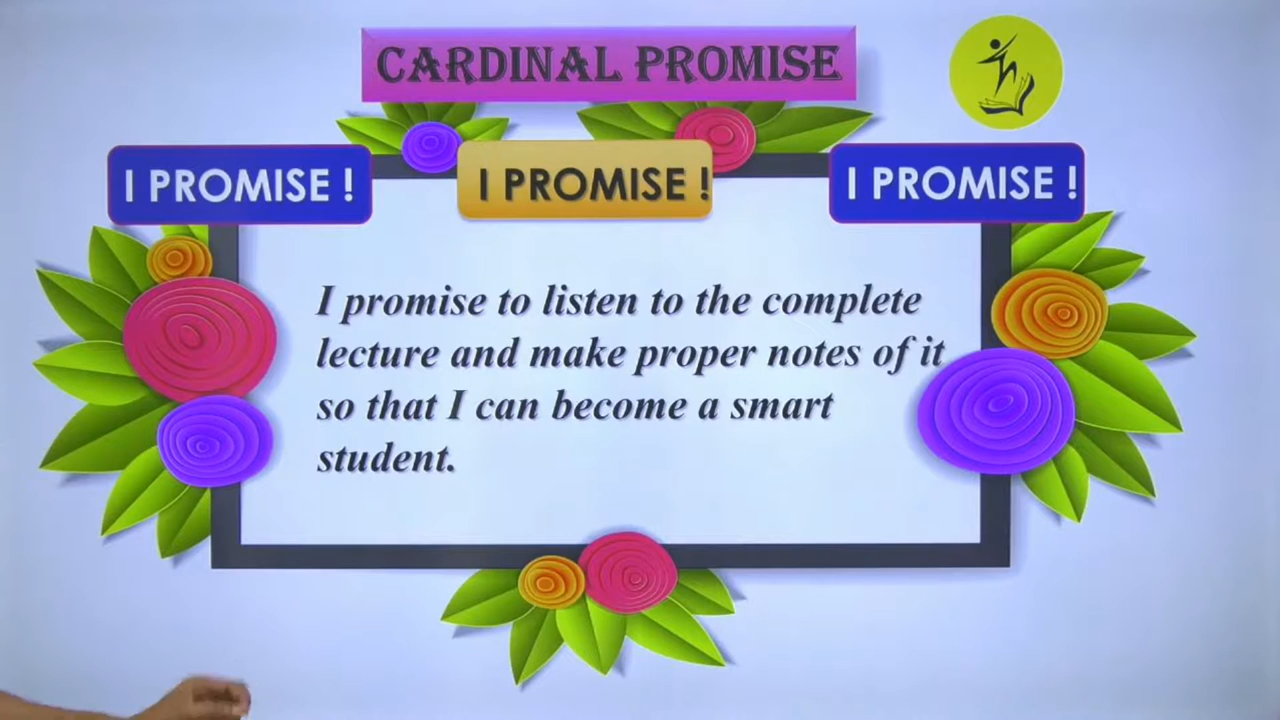 CARDINAL PROMISE
I PROMISE !
I PROMISE !
I PROMISE !
I promise to listen to the complete
lecture and make proper notes of it
so that I can become a smart
student.